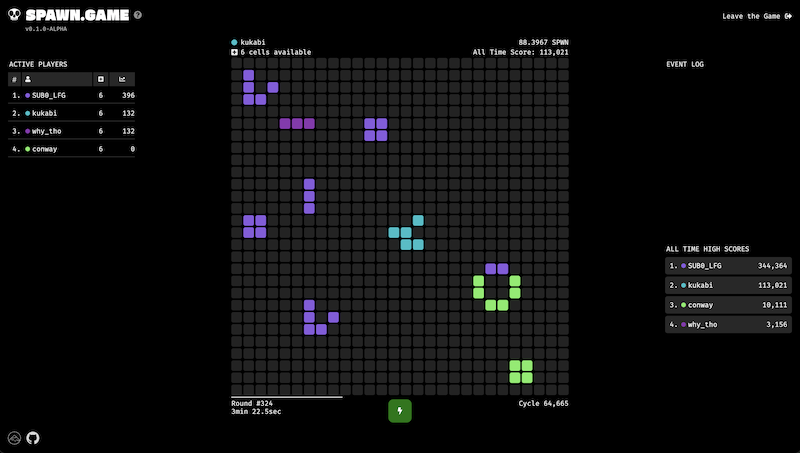 SPAWN.GAME ?
v0.1.0-ALPHA
Leave the Game
kukabi
88.3967 SPWN
6 cells available
All Time Score: 113,021
ACTIVE PLAYERS
#
1. SUB0_LFG 6 396
2. kukabi 6 132
3. why_tho 6 132
4. conway 6 0
EVENT LOG
ALL TIME HIGH SCORES
1. SUB0_LFG 344,364
2. kukabi 113,021
3. conway 10,111
4. why_tho 3,156
Round #324
3min 22.5sec
Cycle 64,665